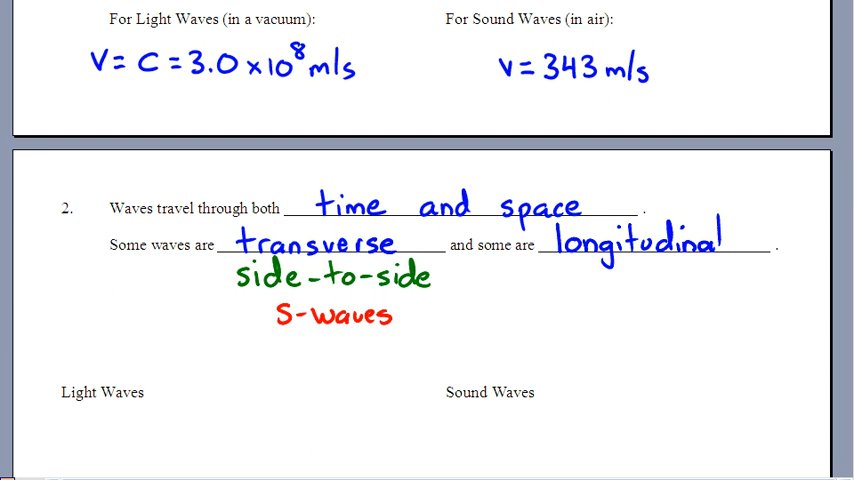 For Light Waves (in a vacuum): For Sound Waves (in air):
V = C = 3.0 x 10⁸ m/s v = 343 m/s
2. Waves travel through both time and space .
Some waves are transverse and some are longitudinal .
side-to-side
S-waves
Light Waves Sound Waves